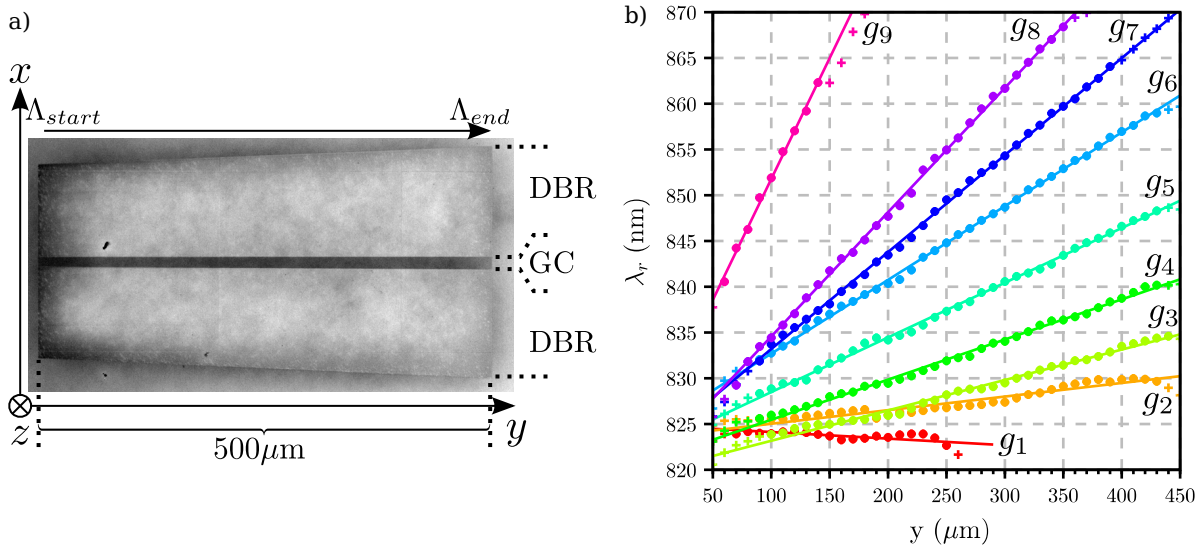 a)
x
Λstart
Λend
DBR
GC
DBR
z
y
500μm
b)
870
865
860
855
850
845
840
835
830
825
820
λr (nm)
g9
g8
g7
g6
g5
g4
g3
g2
g1
50 100 150 200 250 300 350 400 450
y (μm)